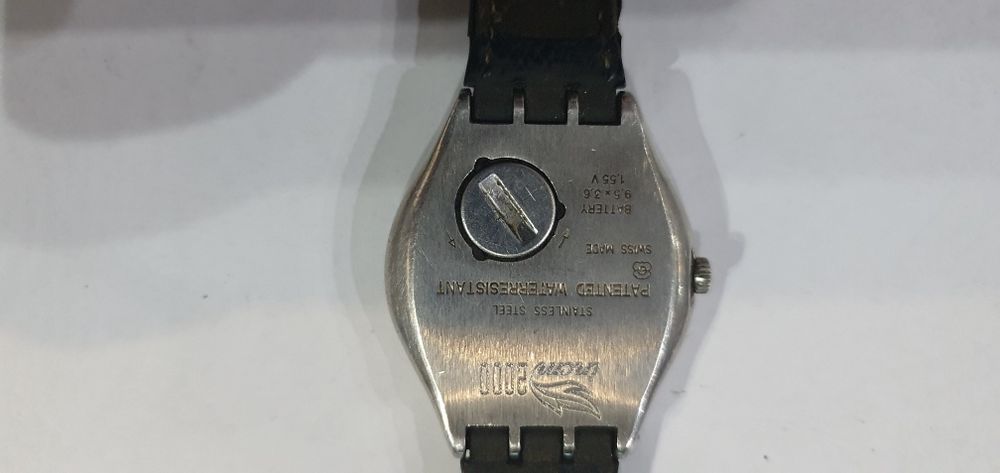 2000
STAINLESS STEEL
PATENTED WATERRESISTANT
SWISS MADE
BATTERY
9,5 × 3,6
1,55 V